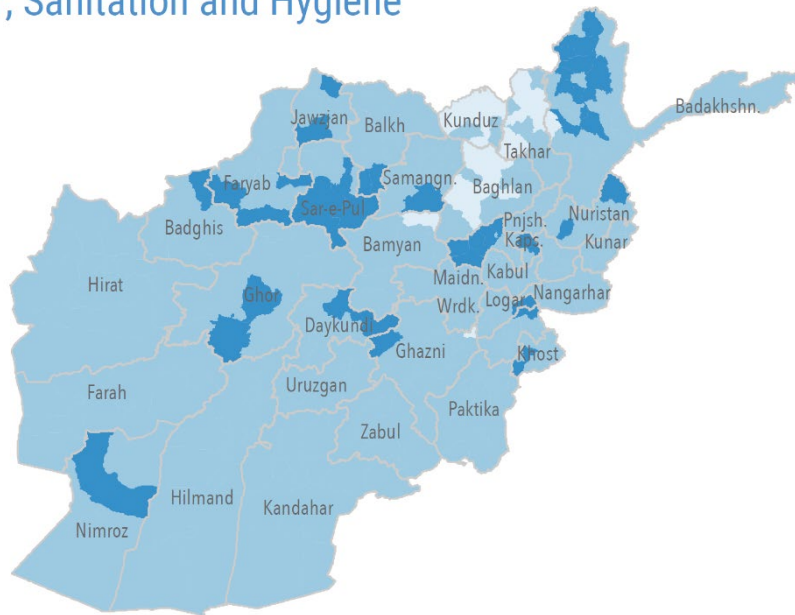 , Sanitation and Hygiene
Badakhshn.
Kunduz
Jawzjan
Balkh
Takhar
Samangn.
Faryab
Baghlan
Sar-e-Pul
Nuristan
Pnjsh.
Badghis
Kaps.
Kunar
Bamyan
Kabul
Maidn.
Hirat
Ghor
Nangarhar
Logar
Wrdk.
Daykundi
Ghazni
Khost
Uruzgan
Farah
Paktika
Zabul
Hilmand
Kandahar
Nimroz